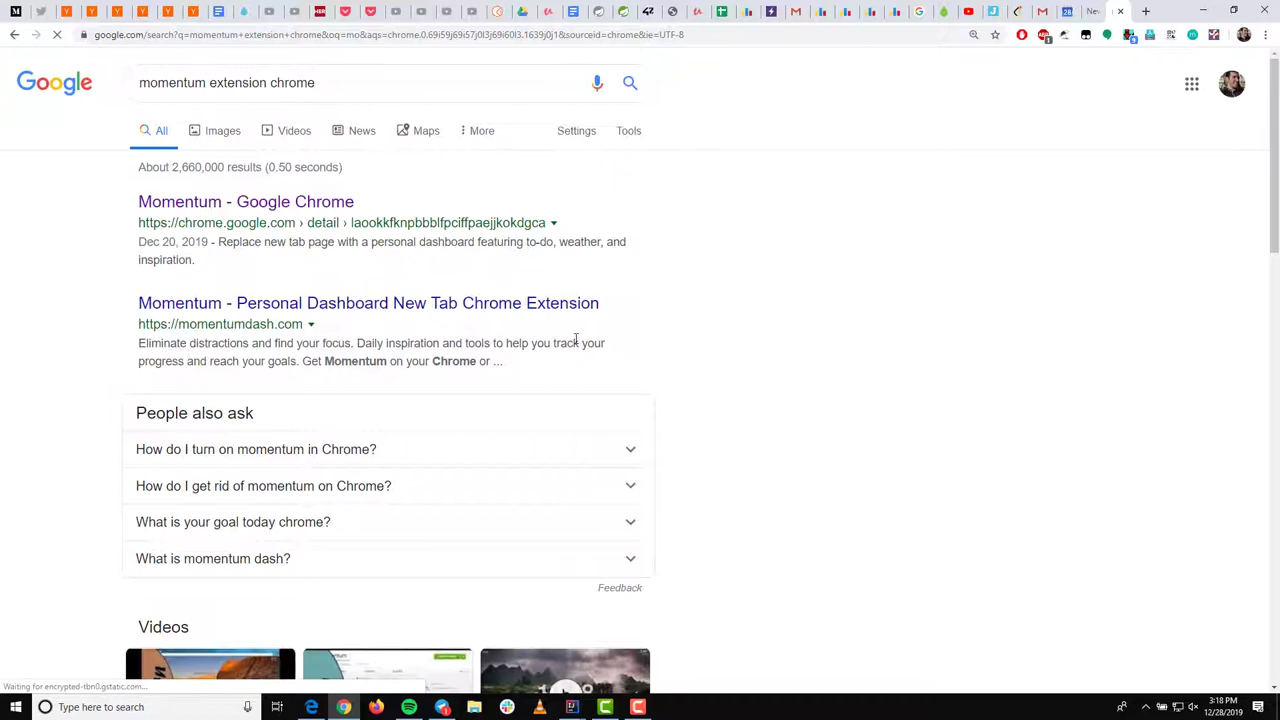 New
28
Nev
google.com/search?q=momentum+extension+chrome&oq=mo&aqs=chrome.0.69i59j69i57j0l3j69i60l3.1639j0j1&sourceid=chrome&ie=UTF-8
Google
momentum extension chrome
All
Images
Videos
News
Maps
More
Settings
Tools
About 2,660,000 results (0.50 seconds)
Momentum - Google Chrome
https://chrome.google.com › detail › laookkfknpbbblfpciffpaejjkokdgca
Dec 20, 2019 - Replace new tab page with a personal dashboard featuring to-do, weather, and
inspiration.
Momentum - Personal Dashboard New Tab Chrome Extension
https://momentumdash.com
Eliminate distractions and find your focus. Daily inspiration and tools to help you track your
progress and reach your goals. Get Momentum on your Chrome or ...
People also ask
How do I turn on momentum in Chrome?
How do I get rid of momentum on Chrome?
What is your goal today chrome?
What is momentum dash?
Feedback
Videos
Waiting for encrypted-tbn0.gstatic.com...
Type here to search
3:18 PM
12/28/2019